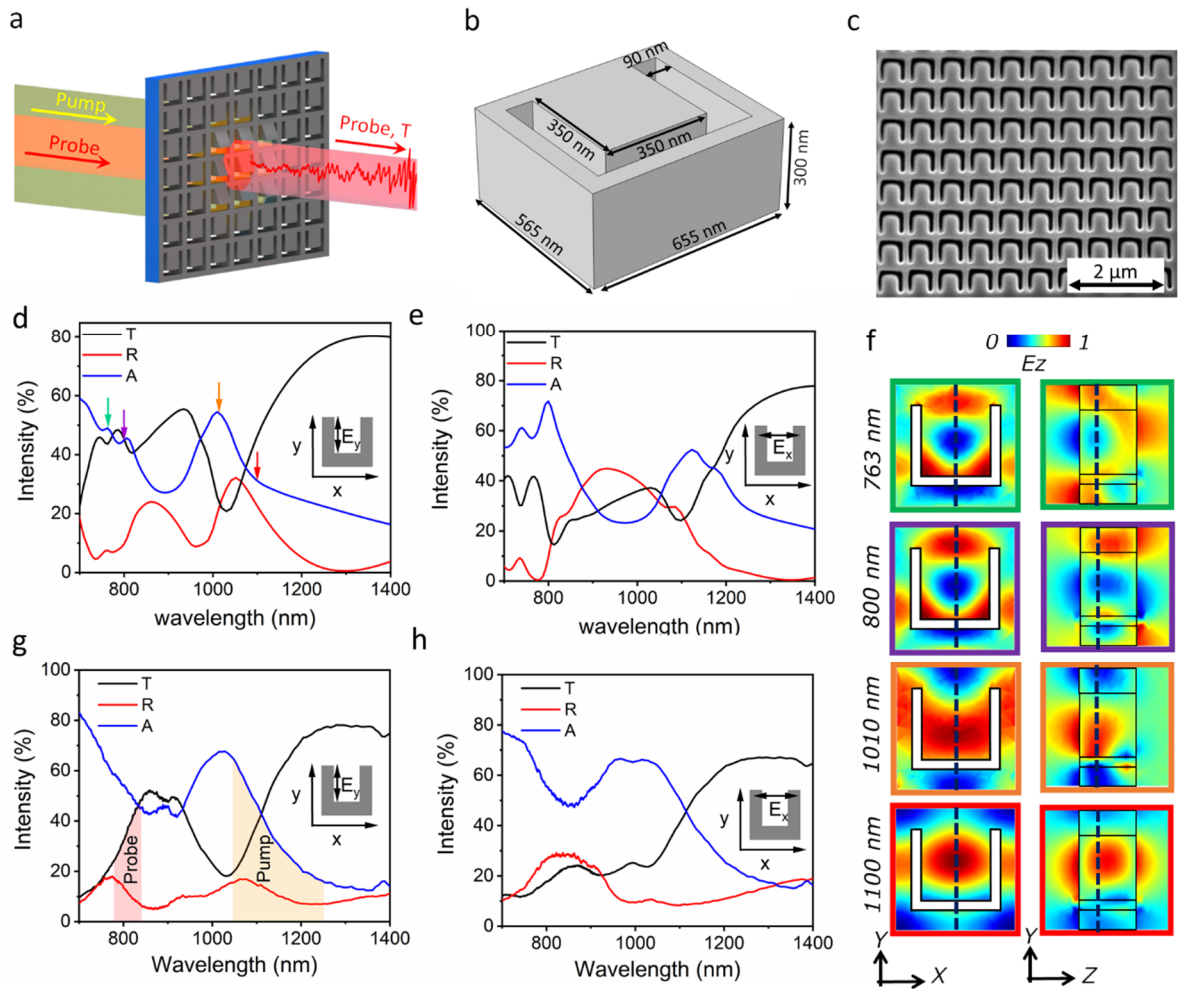 a
Pump
Probe
Probe, T
b
90 nm
350 nm
350 nm
300 nm
565 nm
655 nm
c
2 μm
d
80
60
40
20
0
Intensity (%)
T
R
A
y
E_y
x
800
1000
1200
1400
wavelength (nm)
e
100
80
60
40
20
0
Intensity (%)
T
R
A
y
E_x
x
800
1000
1200
1400
wavelength (nm)
f
0
1
Ez
763 nm
800 nm
1010 nm
1100 nm
Y
X
Y
Z
g
100
80
60
40
20
0
Intensity (%)
T
R
A
Probe
Pump
y
E_y
x
800
1000
1200
1400
Wavelength (nm)
h
100
80
60
40
20
0
Intensity (%)
T
R
A
y
E_x
x
800
1000
1200
1400
Wavelength (nm)